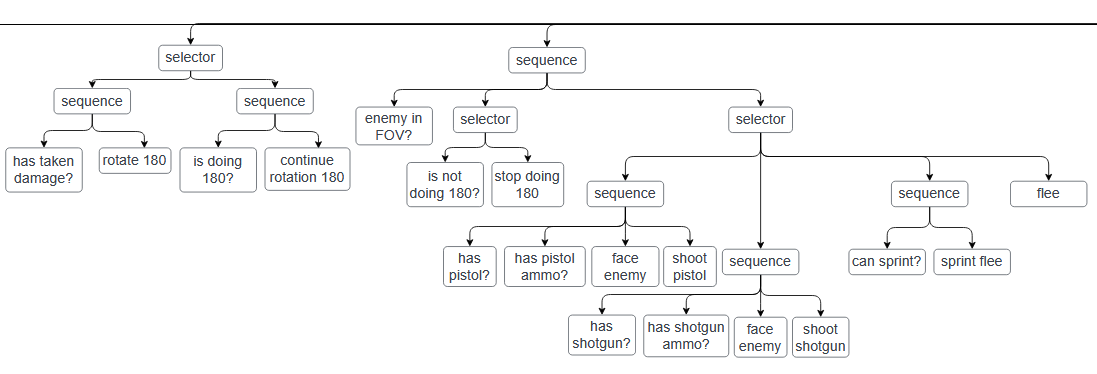 selector
sequence
sequence
sequence
enemy in
FOV?
selector
selector
has taken
damage?
rotate 180
is doing
180?
continue
rotation 180
is not
doing 180?
stop doing
180
sequence
sequence
flee
has
pistol?
has pistol
ammo?
face
enemy
shoot
pistol
sequence
can sprint?
sprint flee
has
shotgun?
has shotgun
ammo?
face
enemy
shoot
shotgun